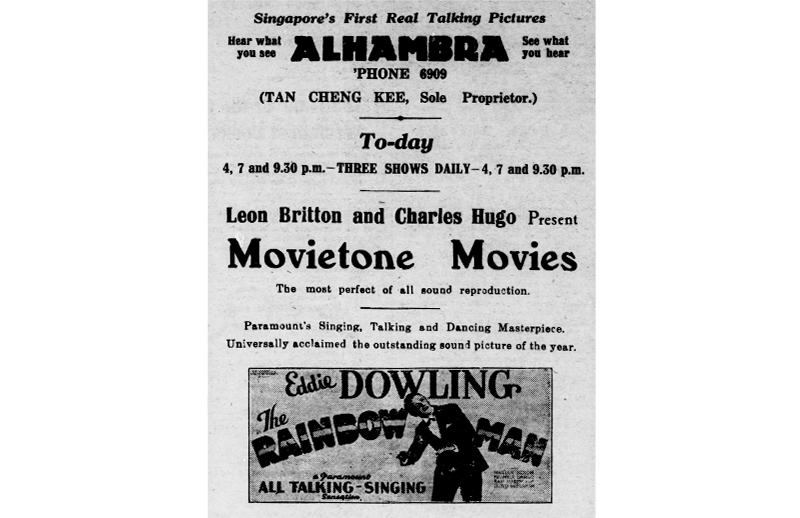 Singapore's First Real Talking Pictures
Hear what you see
ALHAMBRA
See what you hear
'PHONE 6909
(TAN CHENG KEE, Sole Proprietor.)
To-day
4, 7 and 9.30 p.m.—THREE SHOWS DAILY—4, 7 and 9.30 p.m.
Leon Britton and Charles Hugo Present
Movietone Movies
The most perfect of all sound reproduction.
Paramount's Singing, Talking and Dancing Masterpiece.
Universally acclaimed the outstanding sound picture of the year.
Eddie DOWLING
The
RAINBOW MAN
a Paramount
ALL TALKING-SINGING
Sensation